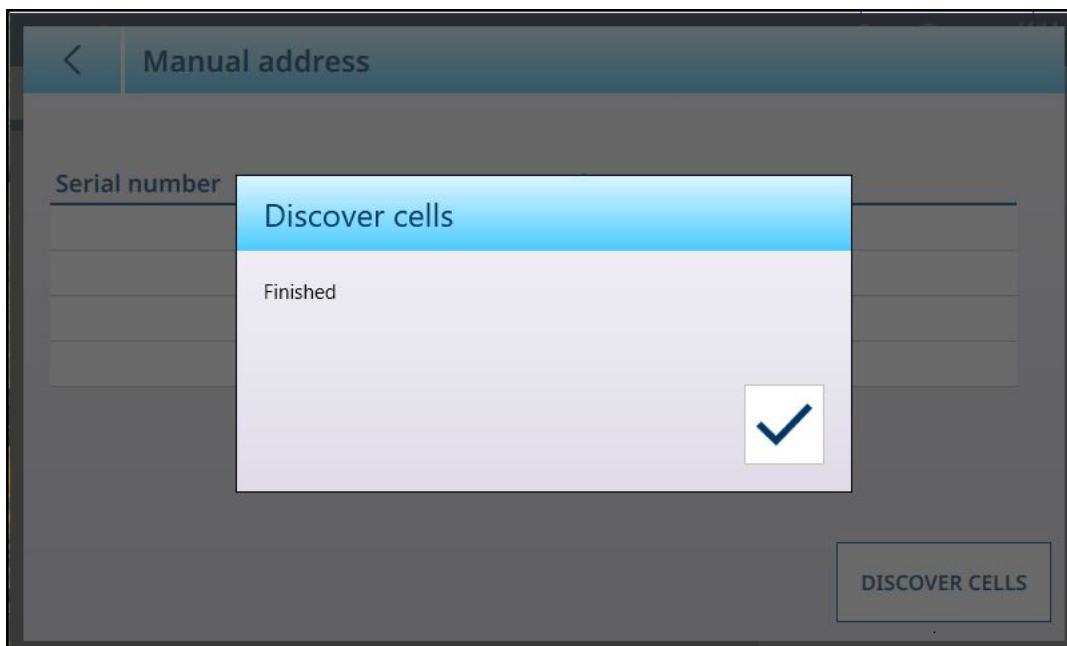 Manual address
Serial number
Discover cells
Finished
DISCOVER CELLS